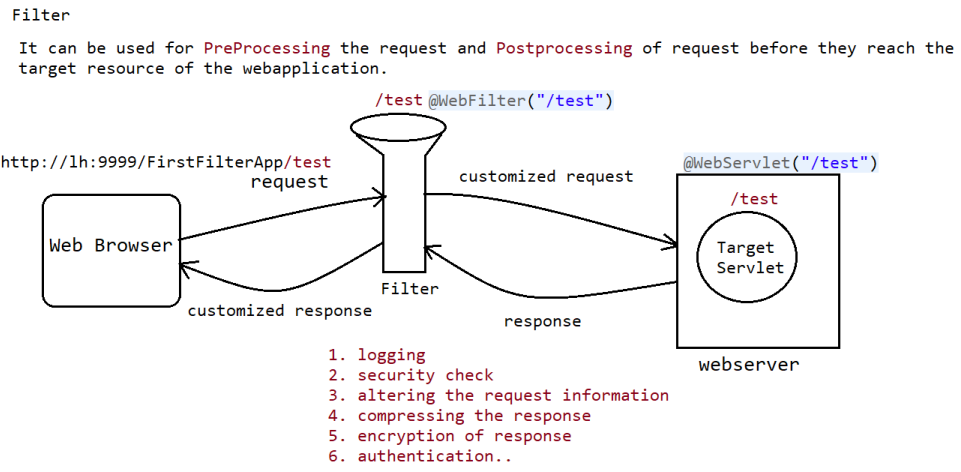 Filter
It can be used for PreProcessing the request and Postprocessing of request before they reach the
target resource of the webapplication.
/test @WebFilter("/test")
http://lh:9999/FirstFilterApp/test
request
customized request
@WebServlet("/test")
/test
Web Browser
Target
Servlet
Filter
customized response
response
webserver
1. logging
2. security check
3. altering the request information
4. compressing the response
5. encryption of response
6. authentication..